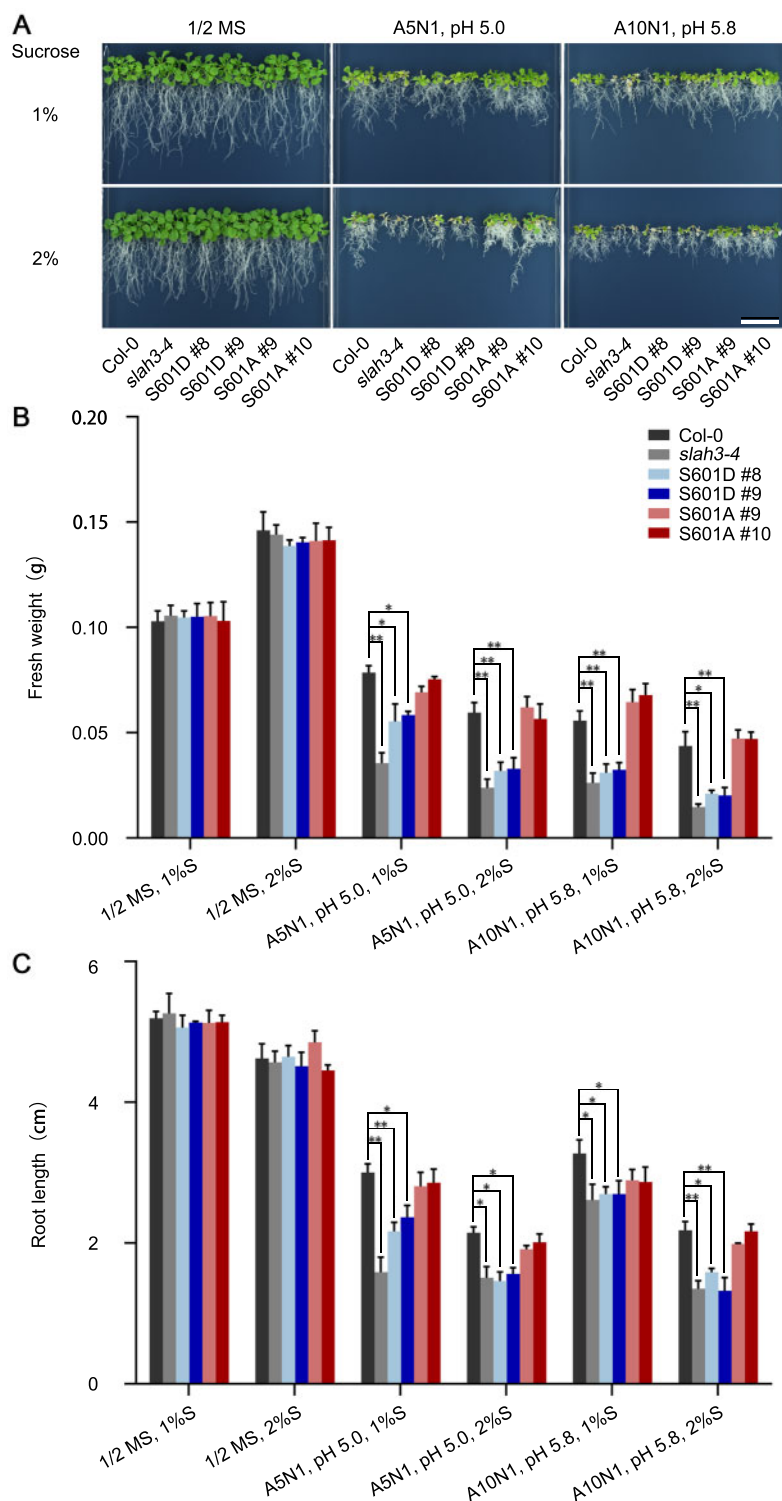 A
1/2 MS
A5N1, pH 5.0
A10N1, pH 5.8
Sucrose
1%
2%
Col-0
slah3-4
S601D #8
S601D #9
S601A #9
S601A #10
Col-0
slah3-4
S601D #8
S601D #9
S601A #9
S601A #10
Col-0
slah3-4
S601D #8
S601D #9
S601A #9
S601A #10
B
Fresh weight (g)
0.20
0.15
0.10
0.05
0.00
Col-0
slah3-4
S601D #8
S601D #9
S601A #9
S601A #10
*
*
**
**
**
**
**
**
**
**
*
**
1/2 MS, 1%S
1/2 MS, 2%S
A5N1, pH 5.0, 1%S
A5N1, pH 5.0, 2%S
A10N1, pH 5.8, 1%S
A10N1, pH 5.8, 2%S
C
Root length (cm)
6
4
2
0
*
**
**
*
*
*
*
*
*
**
*
**
1/2 MS, 1%S
1/2 MS, 2%S
A5N1, pH 5.0, 1%S
A5N1, pH 5.0, 2%S
A10N1, pH 5.8, 1%S
A10N1, pH 5.8, 2%S